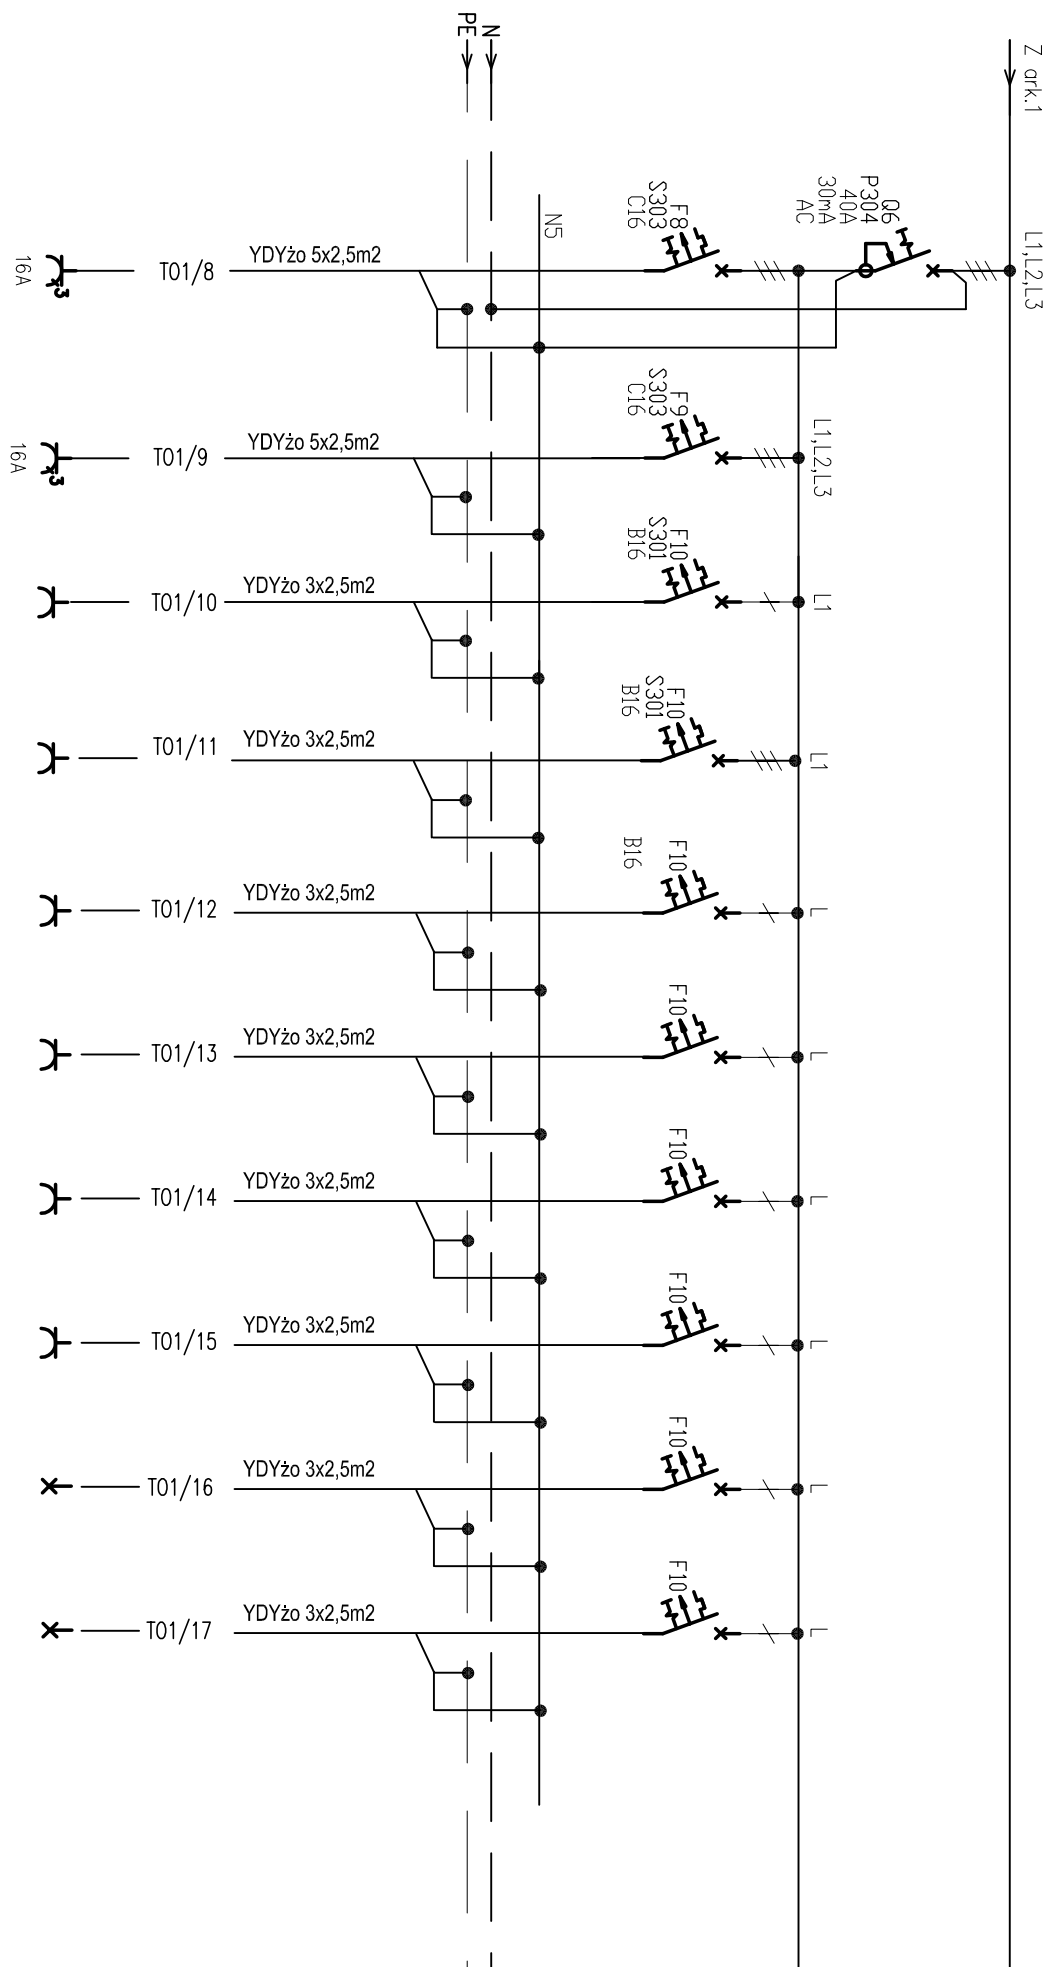 Z ark.1
L1,L2,L3
N
PE
Q6
P304
40A
30mA
AC
N5
F8
S303
C16
YDYżo 5x2,5m2
T01/8
3
16A
L1,L2,L3
F9
S303
C16
YDYżo 5x2,5m2
T01/9
3
16A
L1
F10
S301
B16
YDYżo 3x2,5m2
T01/10
L1
F10
S301
B16
YDYżo 3x2,5m2
T01/11
L
F10
B16
YDYżo 3x2,5m2
T01/12
L
F10
YDYżo 3x2,5m2
T01/13
L
F10
YDYżo 3x2,5m2
T01/14
L
F10
YDYżo 3x2,5m2
T01/15
L
F10
YDYżo 3x2,5m2
T01/16
L
F10
YDYżo 3x2,5m2
T01/17